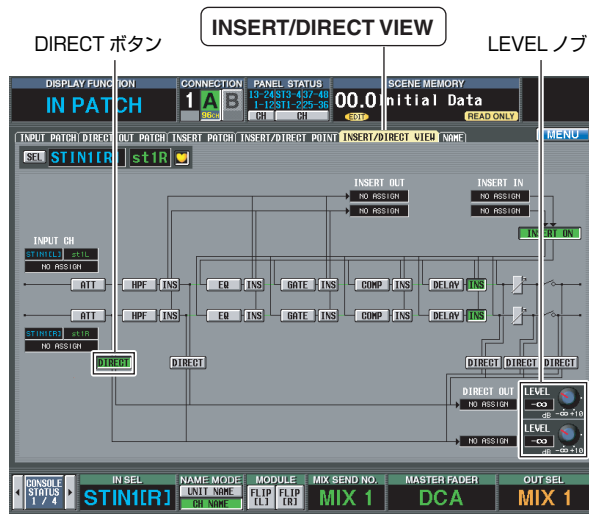 INSERT/DIRECT VIEW
DIRECT ボタン
LEVEL ノブ
DISPLAY FUNCTION
IN PATCH
CONNECTION
1 A B
96CH
PANEL STATUS
13-24 ST3-4 37-48
1-12 ST1-2 25-36
CH CH
SCENE MEMORY
00.0 Initial Data
EDIT
READ ONLY
INPUT PATCH DIRECT OUT PATCH INSERT PATCH INSERT/DIRECT POINT INSERT/DIRECT VIEW NAME MENU
SEL STIN1[R] st1R
INSERT OUT INSERT IN
NO ASSIGN NO ASSIGN
NO ASSIGN NO ASSIGN
INSERT ON
INPUT CH
STIN1[L] st1L
NO ASSIGN
ATT HPF INS EQ INS GATE INS COMP INS DELAY INS
ATT HPF INS EQ INS GATE INS COMP INS DELAY INS
STIN1[R] st1R
NO ASSIGN
DIRECT DIRECT DIRECT DIRECT DIRECT
DIRECT OUT
NO ASSIGN
LEVEL
-∞
dB -∞ +10
NO ASSIGN
LEVEL
-∞
dB -∞ +10
CONSOLE STATUS
1 / 4
IN SEL
STIN1[R]
NAME MODE
UNIT NAME
CH NAME
MODULE
FLIP [L] FLIP [R]
MIX SEND NO.
MIX 1
MASTER FADER
DCA
OUT SEL
MIX 1